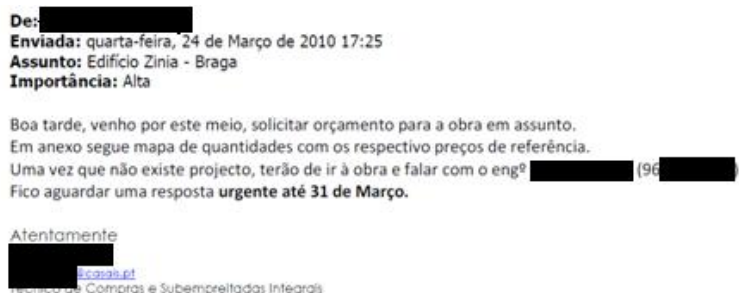 De:
Enviada: quarta-feira, 24 de Março de 2010 17:25
Assunto: Edifício Zinia - Braga
Importância: Alta
Boa tarde, venho por este meio, solicitar orçamento para a obra em assunto.
Em anexo segue mapa de quantidades com os respectivo preços de referência.
Uma vez que não existe projecto, terão de ir à obra e falar com o engº (96 )
Fico aguardar uma resposta urgente até 31 de Março.
Atentamente
@casais.pt
Técnico de Compras e Subempreitadas Integrais